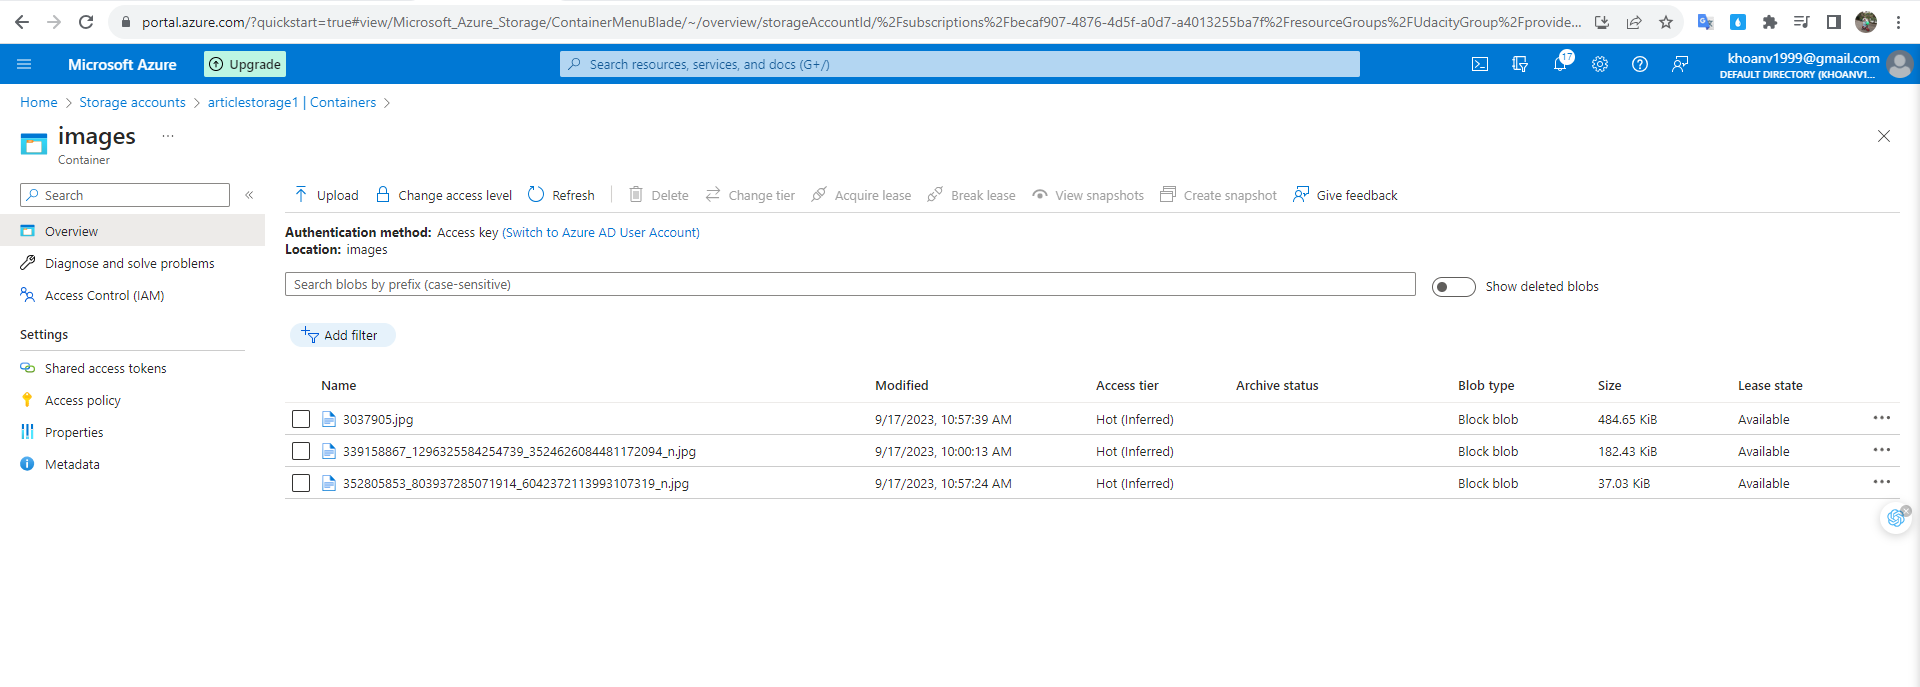 portal.azure.com/?quickstart=true#view/Microsoft_Azure_Storage/ContainerMenuBlade/~/overview/storageAccountId/%2Fsubscriptions%2Fbecaf907-4876-4d5f-a0d7-a4013255ba7f%2FresourceGroups%2FUdacityGroup%2Fprovide...
Microsoft Azure
Upgrade
Search resources, services, and docs (G+/)
17
khoanv1999@gmail.com
DEFAULT DIRECTORY (KHOANV1...
Home > Storage accounts > articlestorage1 | Containers >
images ...
Container
Search «
Upload Change access level Refresh Delete Change tier Acquire lease Break lease View snapshots Create snapshot Give feedback
Overview
Diagnose and solve problems
Access Control (IAM)
Settings
Shared access tokens
Access policy
Properties
Metadata
Authentication method: Access key (Switch to Azure AD User Account)
Location: images
Search blobs by prefix (case-sensitive)
Show deleted blobs
Add filter
Name Modified Access tier Archive status Blob type Size Lease state
3037905.jpg 9/17/2023, 10:57:39 AM Hot (Inferred) Block blob 484.65 KiB Available ...
339158867_1296325584254739_3524626084481172094_n.jpg 9/17/2023, 10:00:13 AM Hot (Inferred) Block blob 182.43 KiB Available ...
352805853_803937285071914_6042372113993107319_n.jpg 9/17/2023, 10:57:24 AM Hot (Inferred) Block blob 37.03 KiB Available ...